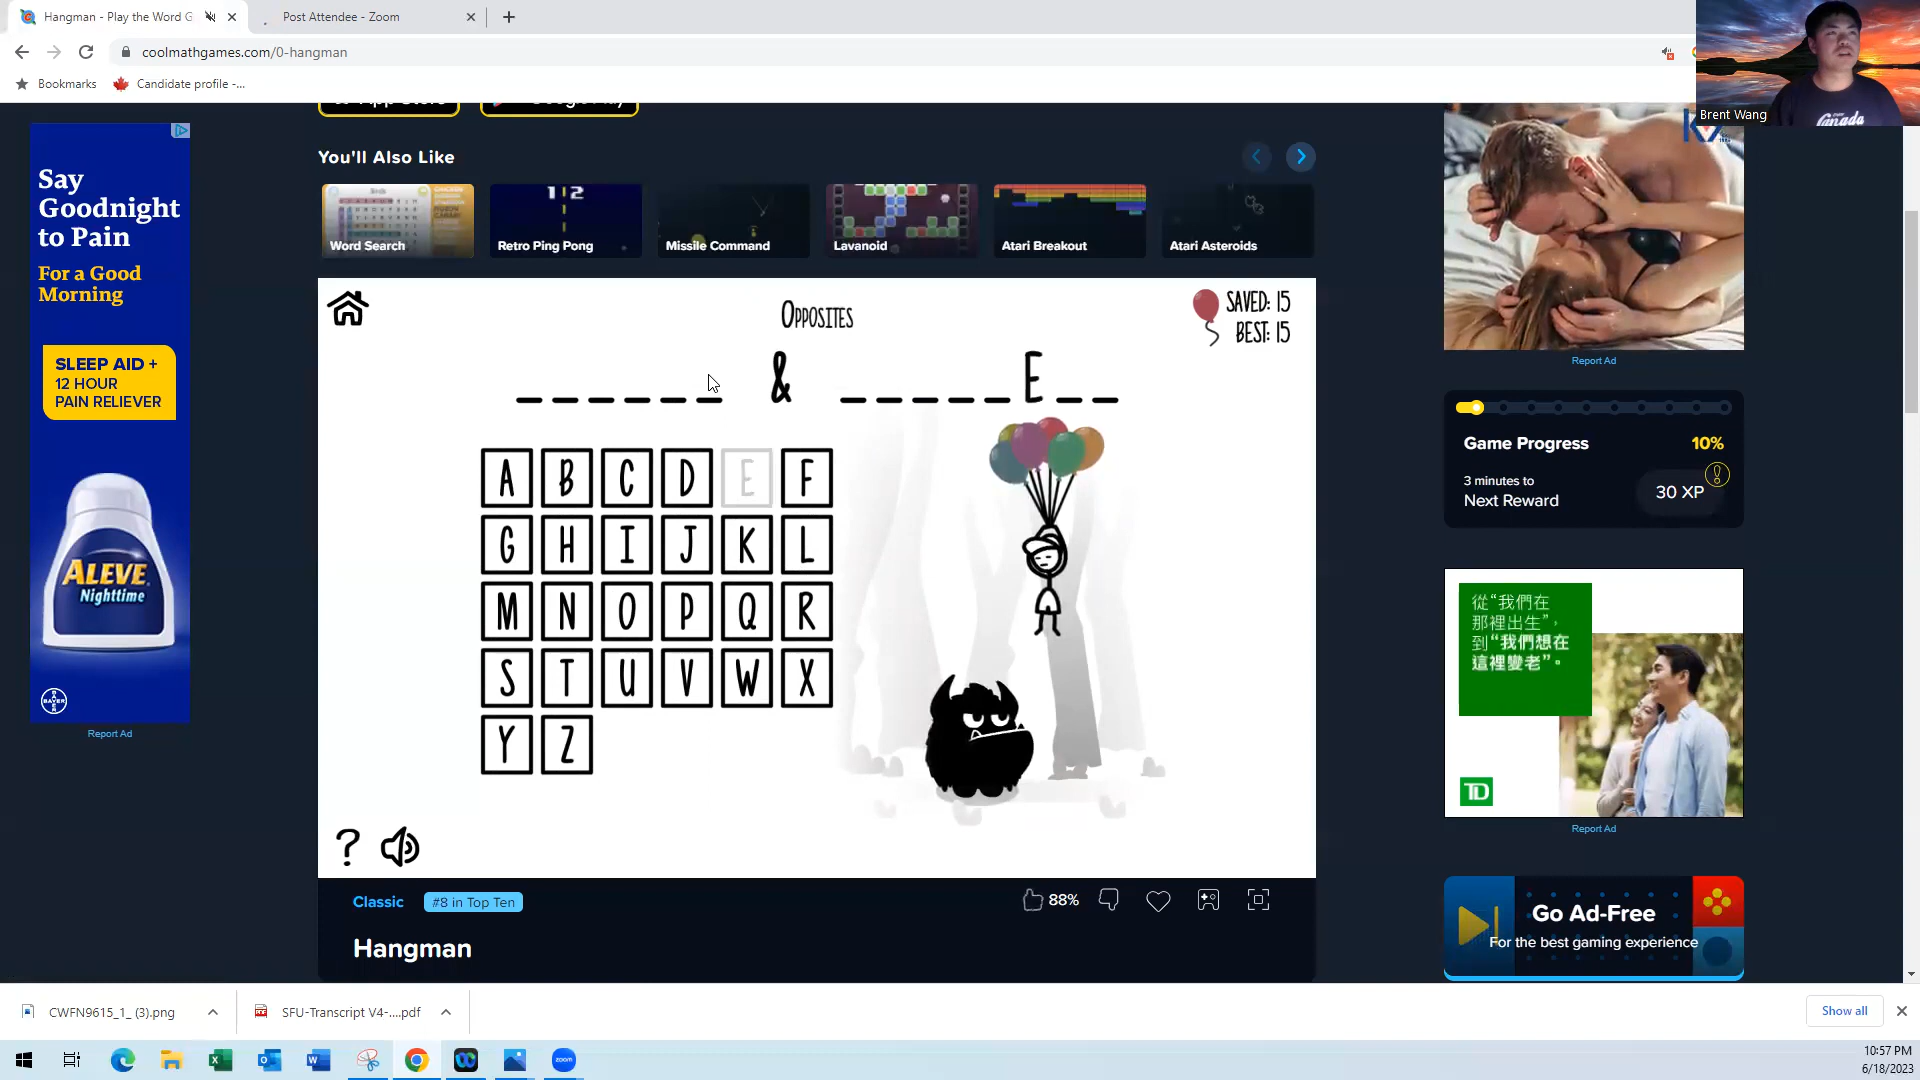 Hangman - Play the Word G
Post Attendee - Zoom
coolmathgames.com/0-hangman
Bookmarks
Candidate profile -...
Brent Wang
Canada
You'll Also Like
Word Search
Retro Ping Pong
Missile Command
Lavanoid
Atari Breakout
Atari Asteroids
Say
Goodnight
to Pain
For a Good
Morning
SLEEP AID +
12 HOUR
PAIN RELIEVER
ALEVE
Nighttime
BAYER
Report Ad
OPPOSITES
SAVED: 15
BEST: 15
_ _ _ _ _ _ & _ _ _ _ _ E _ _
A B C D E F
G H I J K L
M N O P Q R
S T U V W X
Y Z
?
Classic
#8 in Top Ten
88%
Hangman
Report Ad
Game Progress
10%
3 minutes to
Next Reward
30 XP
從“我們在
那裡出生”，
到“我們想在
這裡變老”。
TD
Report Ad
Go Ad-Free
For the best gaming experience
CWFN9615_1_ (3).png
SFU-Transcript V4-....pdf
Show all
zoom
10:57 PM
6/18/2023